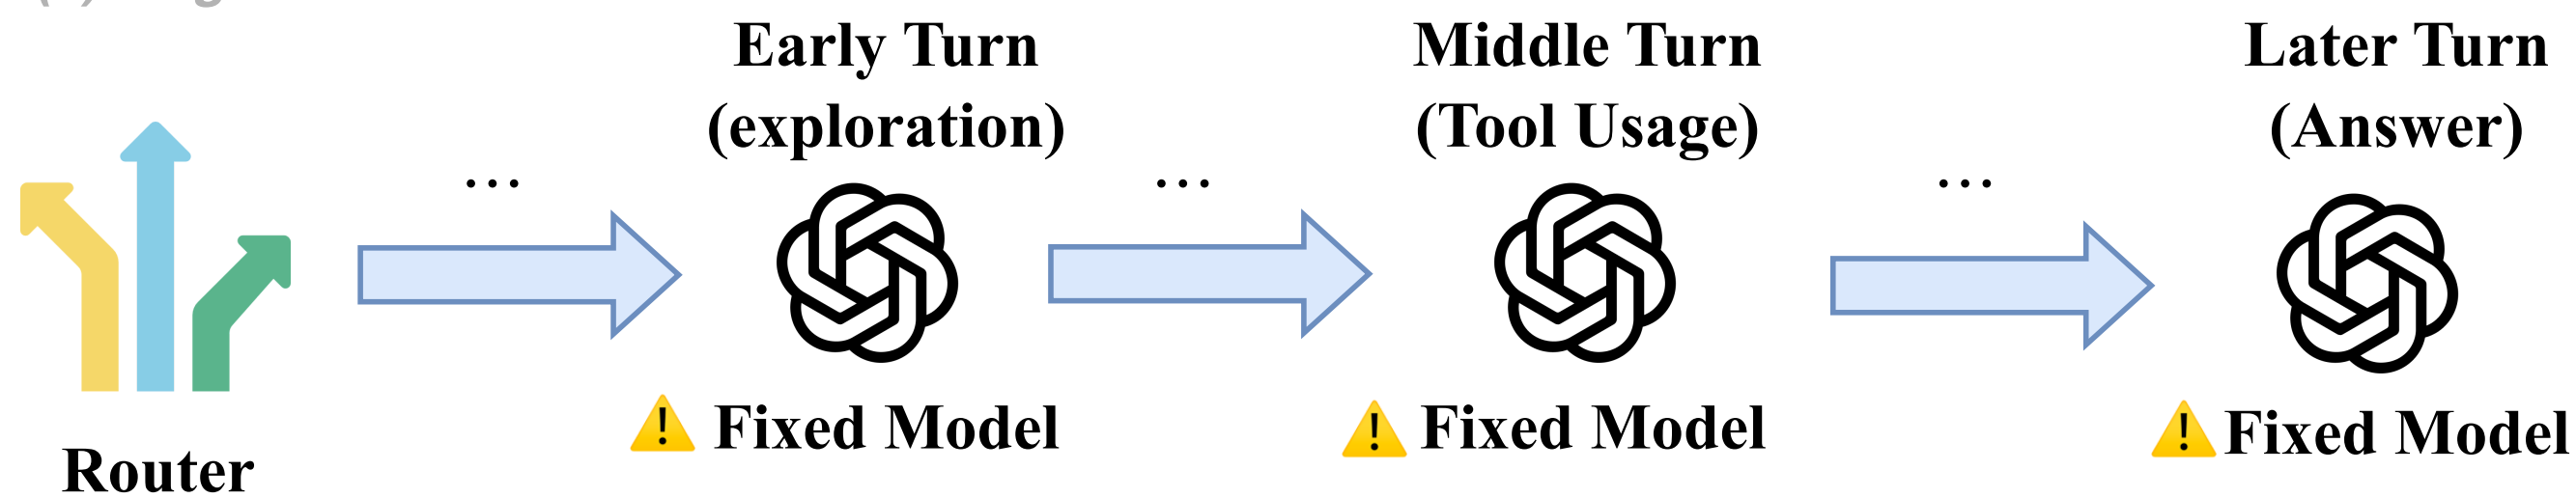 Early Turn
(exploration)
Middle Turn
(Tool Usage)
Later Turn
(Answer)
...
...
...
Router
Fixed Model
Fixed Model
Fixed Model